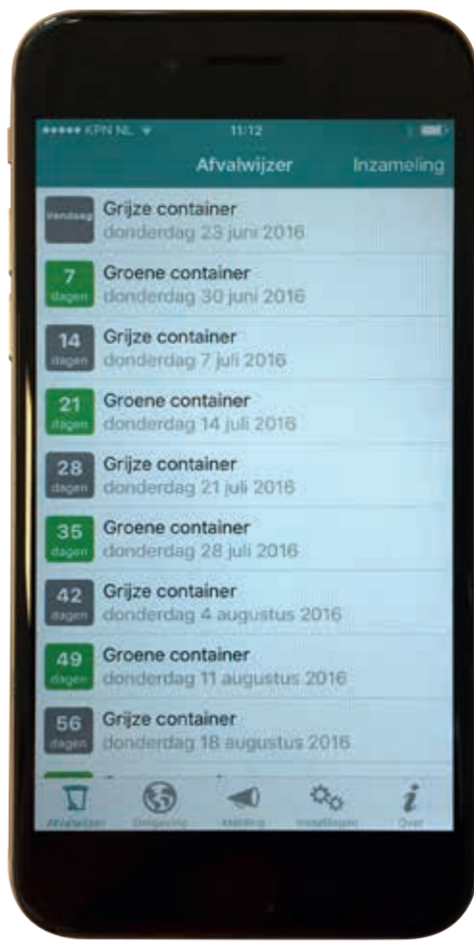 KPN NL 11:12
Afvalwijzer Inzameling
Vandaag Grijze container
donderdag 23 juni 2016
7 Groene container
dagen donderdag 30 juni 2016
14 Grijze container
dagen donderdag 7 juli 2016
21 Groene container
dagen donderdag 14 juli 2016
28 Grijze container
dagen donderdag 21 juli 2016
35 Groene container
dagen donderdag 28 juli 2016
42 Grijze container
dagen donderdag 4 augustus 2016
49 Groene container
dagen donderdag 11 augustus 2016
56 Grijze container
dagen donderdag 18 augustus 2016
Afvalwijzer Omgeving Melding Instellingen Over